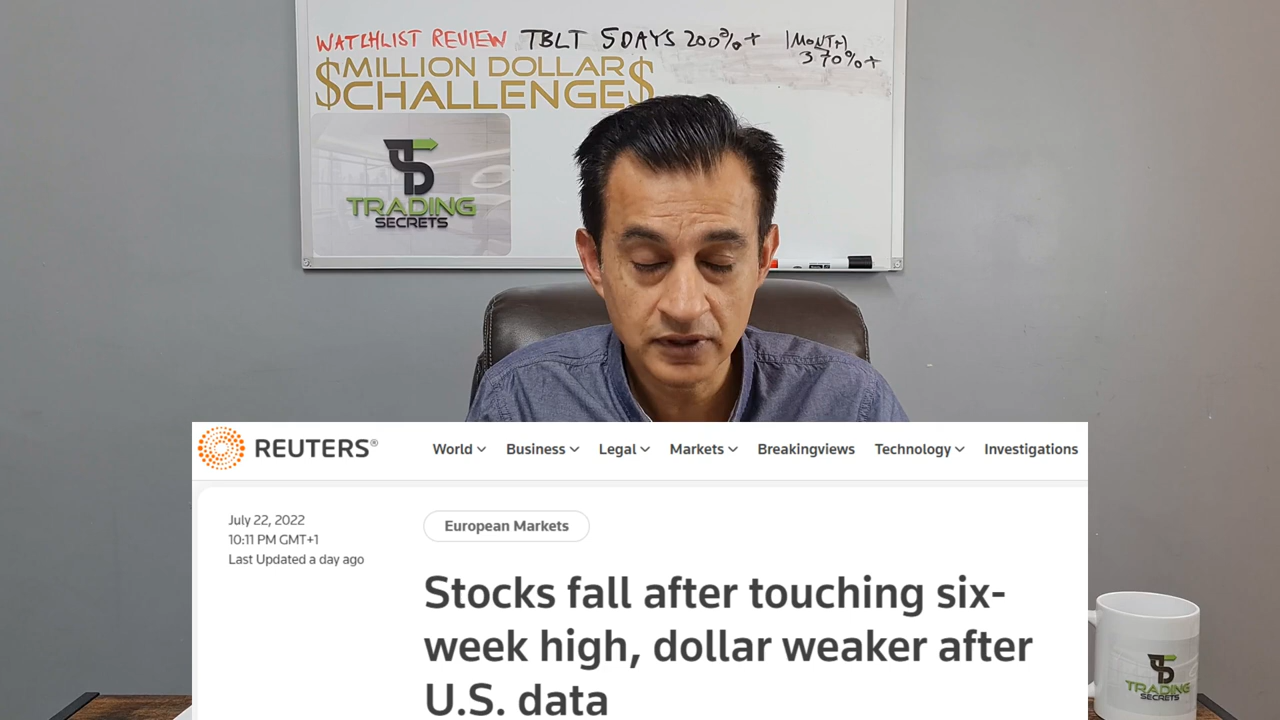 WATCHLIST REVIEW TBLT 5DAYS 200%+ 1MONTH
370%+
$MILLION DOLLAR$
CHALLENGE
TS
TRADING
SECRETS
REUTERS®
World Business Legal Markets Breakingviews Technology Investigations
July 22, 2022
10:11 PM GMT+1
Last Updated a day ago
European Markets
Stocks fall after touching six-
week high, dollar weaker after
U.S. data
TS
TRADING
SECRETS